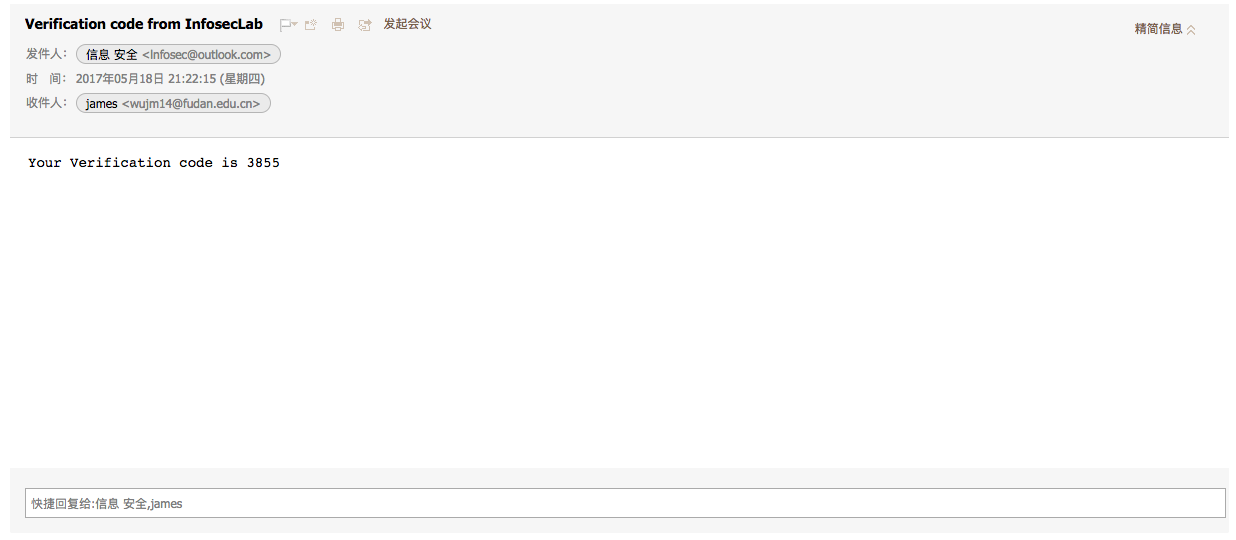 Verification code from InfosecLab 发起会议 精简信息
发件人： 信息 安全 <Infosec@outlook.com>
时 间： 2017年05月18日 21:22:15 (星期四)
收件人： james <wujm14@fudan.edu.cn>
Your Verification code is 3855
快捷回复给:信息 安全,james